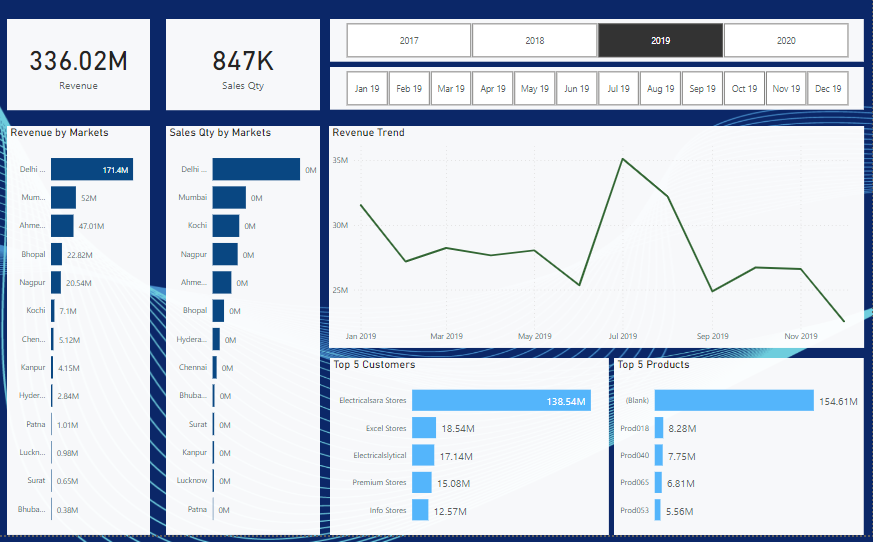 336.02M
Revenue
847K
Sales Qty
2017 2018 2019 2020
Jan 19 Feb 19 Mar 19 Apr 19 May 19 Jun 19 Jul 19 Aug 19 Sep 19 Oct 19 Nov 19 Dec 19
Revenue by Markets
Delhi ... 171.4M
Mum... 52M
Ahme... 47.01M
Bhopal 22.82M
Nagpur 20.54M
Kochi 7.1M
Chen... 5.12M
Kanpur 4.15M
Hyder... 2.84M
Patna 1.01M
Luckn... 0.98M
Surat 0.65M
Bhuba... 0.38M
Sales Qty by Markets
Delhi ... 0M
Mumbai 0M
Kochi 0M
Nagpur 0M
Ahme... 0M
Bhopal 0M
Hydera... 0M
Chennai 0M
Bhuba... 0M
Surat 0M
Kanpur 0M
Lucknow 0M
Patna 0M
Revenue Trend
35M
30M
25M
Jan 2019 Mar 2019 May 2019 Jul 2019 Sep 2019 Nov 2019
Top 5 Customers
Electricalsara Stores 138.54M
Excel Stores 18.54M
Electricalslytical 17.14M
Premium Stores 15.08M
Info Stores 12.57M
Top 5 Products
(Blank) 154.61M
Prod018 8.28M
Prod040 7.75M
Prod065 6.81M
Prod053 5.56M